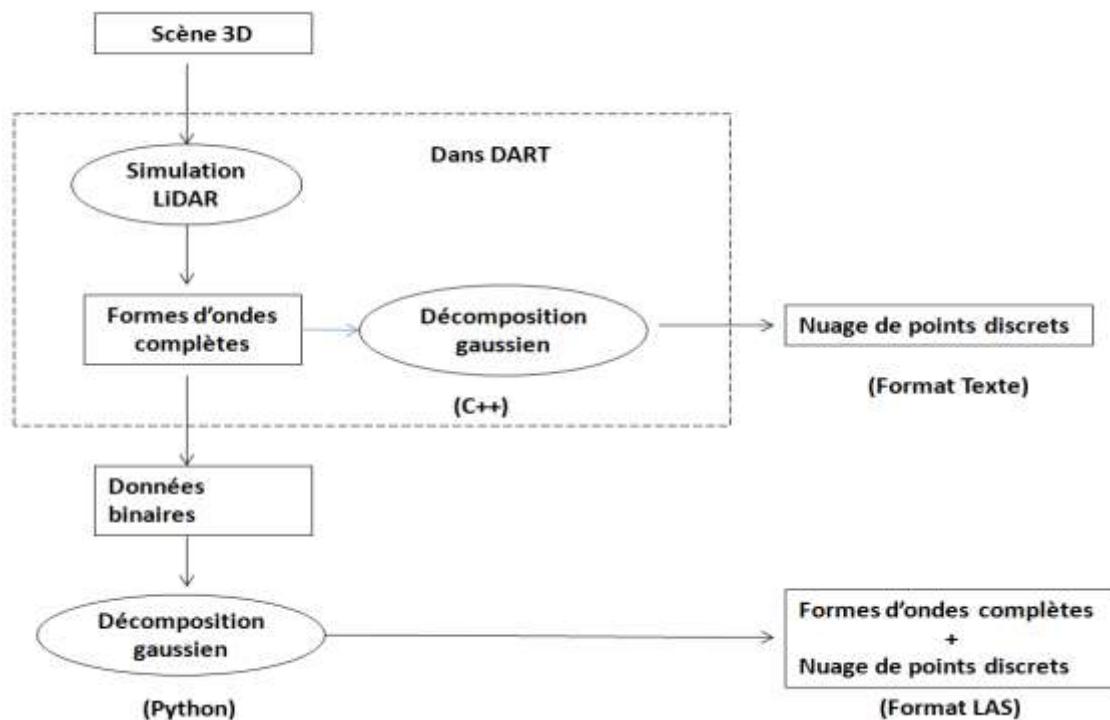 Scène 3D
Dans DART
Simulation
LiDAR
Formes d'ondes
complètes
Décomposition
gaussien
(C++)
Nuage de points discrets
(Format Texte)
Données
binaires
Décomposition
gaussien
(Python)
Formes d'ondes complètes
+
Nuage de points discrets
(Format LAS)